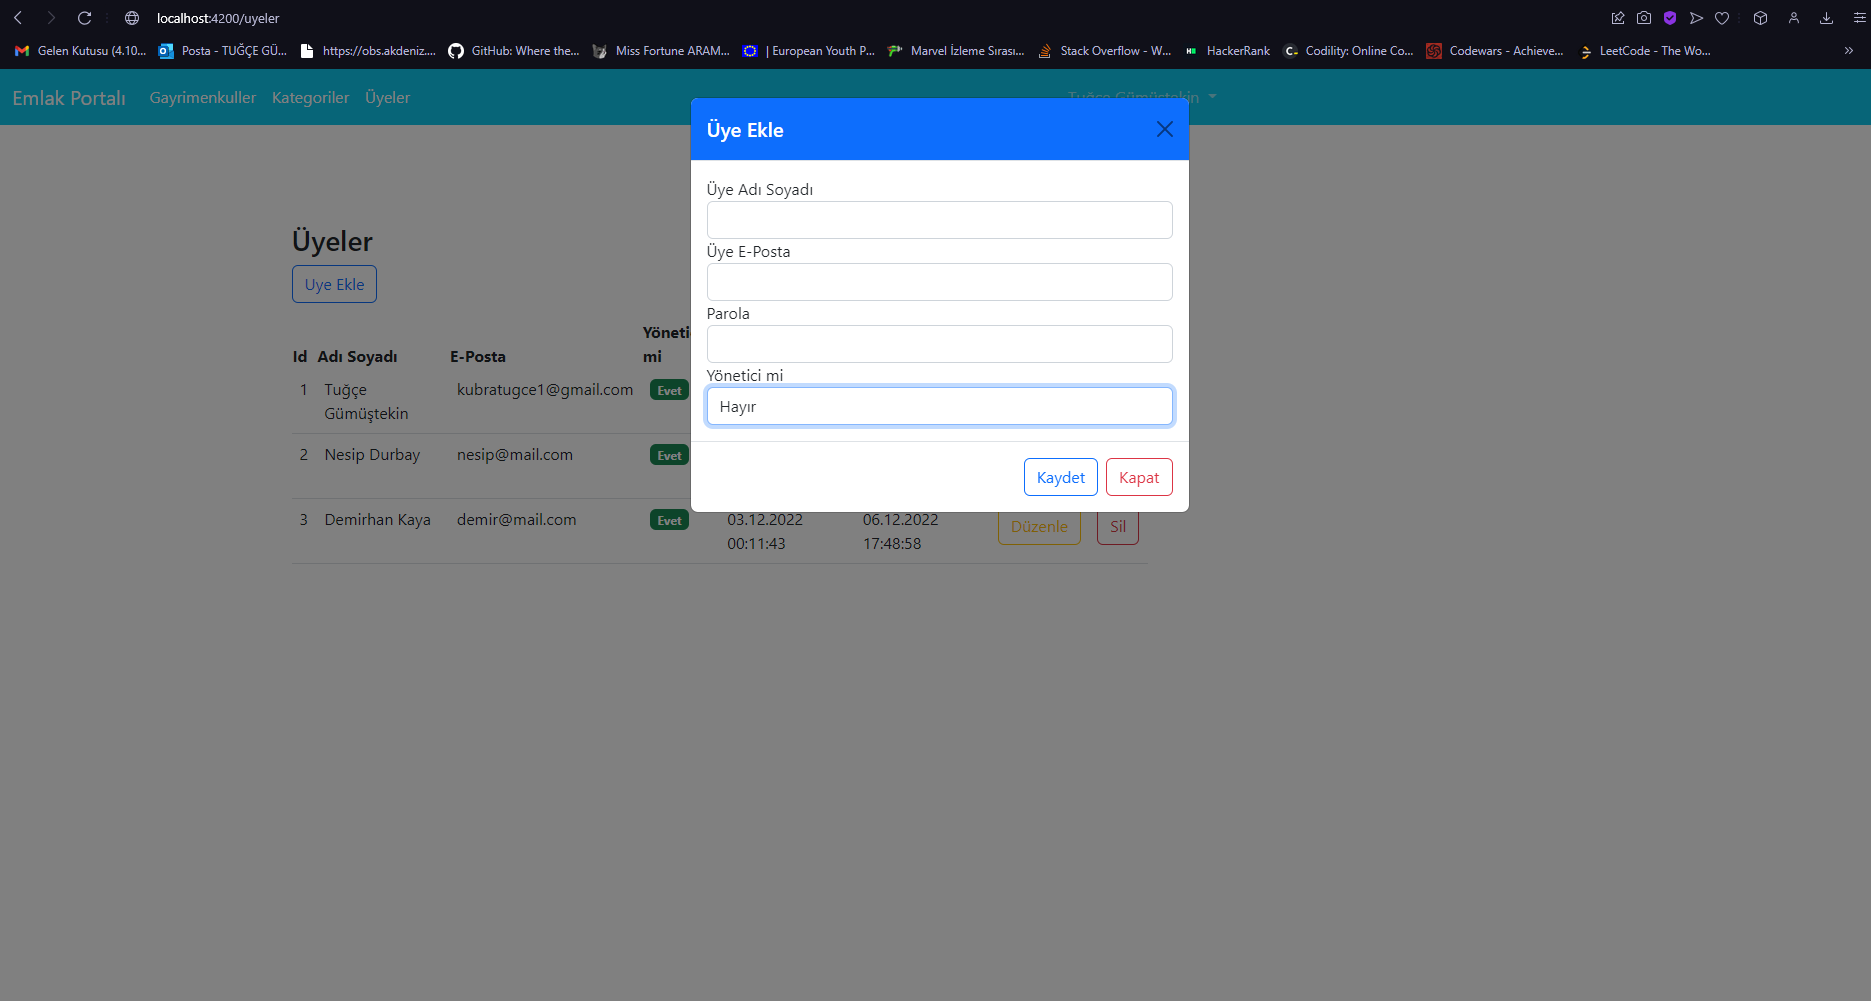 localhost:4200/uyeler
Gelen Kutusu (4.10... Posta - TUĞÇE GÜ... https://obs.akdeniz.... GitHub: Where the... Miss Fortune ARAM... | European Youth P... Marvel İzleme Sırası... Stack Overflow - W... HackerRank Codility: Online Co... Codewars - Achieve... LeetCode - The Wo... »
Emlak Portalı Gayrimenkuller Kategoriler Üyeler Tuğçe Gümüştekin
Üye Ekle
Üye Adı Soyadı
Üye E-Posta
Parola
Yönetici mi
Hayır
Kaydet Kapat
Üyeler
Uye Ekle
Id Adı Soyadı E-Posta Yöneti
mi
1 Tuğçe kubratugce1@gmail.com Evet
Gümüştekin
2 Nesip Durbay nesip@mail.com Evet
3 Demirhan Kaya demir@mail.com Evet 03.12.2022 06.12.2022 Düzenle Sil
00:11:43 17:48:58